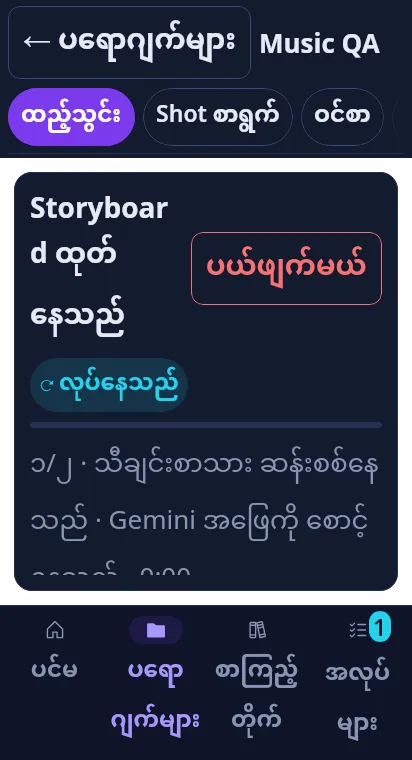 ← ပရောဂျက်များ Music QA
ထည့်သွင်း Shot စာရွက် ဝင်စာ
Storyboar
d ထုတ်
နေသည်
ပယ်ဖျက်မယ်
လုပ်နေသည်
၁/၂ · သီချင်းစာသား ဆန်းစစ်နေ
သည် · Gemini အဖြေကို စောင့်
ပင်မ
ပရော
ဂျက်များ
စာကြည့်
တိုက်
1
အလုပ်
များ